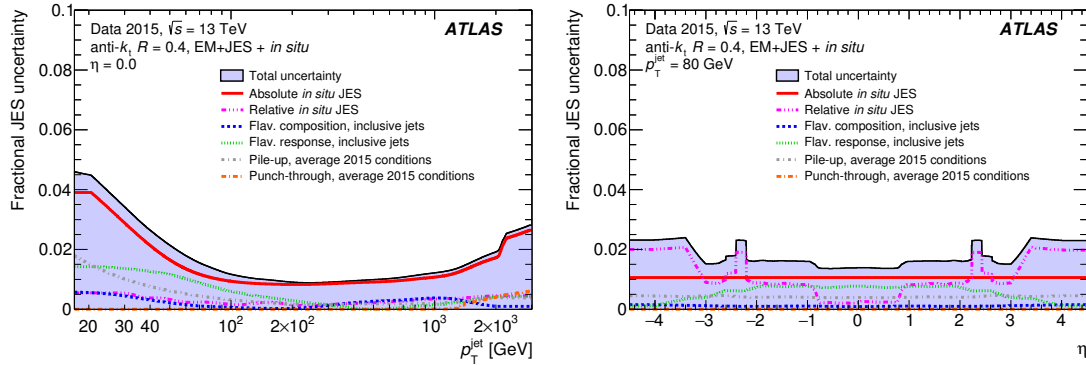 Fractional JES uncertainty
0.1
0.08
0.06
0.04
0.02
0
Data 2015, √s = 13 TeV
ATLAS
anti-kₜ R = 0.4, EM+JES + in situ
η = 0.0
Total uncertainty
Absolute in situ JES
Relative in situ JES
Flav. composition, inclusive jets
Flav. response, inclusive jets
Pile-up, average 2015 conditions
Punch-through, average 2015 conditions
20 30 40 10² 2×10² 10³ 2×10³
p_T^jet [GeV]
Fractional JES uncertainty
0.1
0.08
0.06
0.04
0.02
0
Data 2015, √s = 13 TeV
ATLAS
anti-kₜ R = 0.4, EM+JES + in situ
p_T^jet = 80 GeV
Total uncertainty
Absolute in situ JES
Relative in situ JES
Flav. composition, inclusive jets
Flav. response, inclusive jets
Pile-up, average 2015 conditions
Punch-through, average 2015 conditions
−4 −3 −2 −1 0 1 2 3 4
η